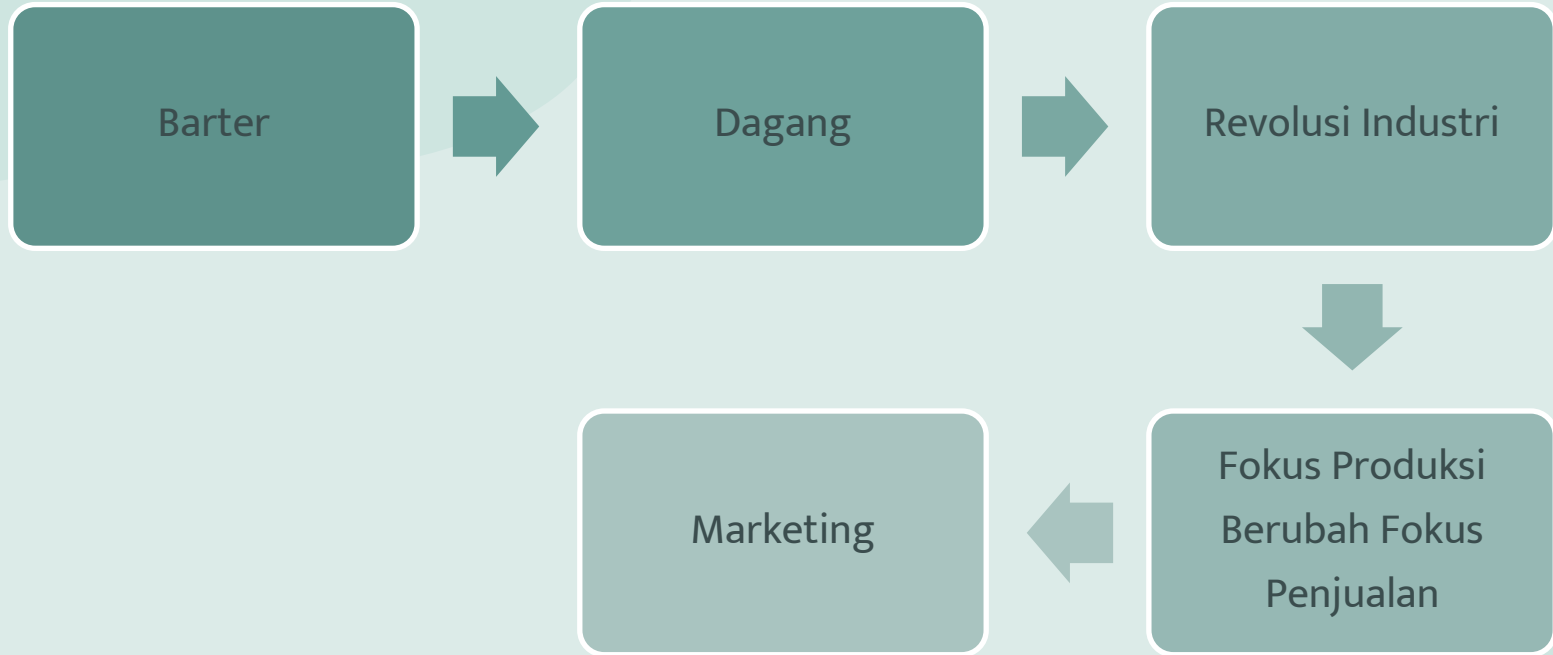 Barter
Dagang
Revolusi Industri
Fokus Produksi
Berubah Fokus
Penjualan
Marketing